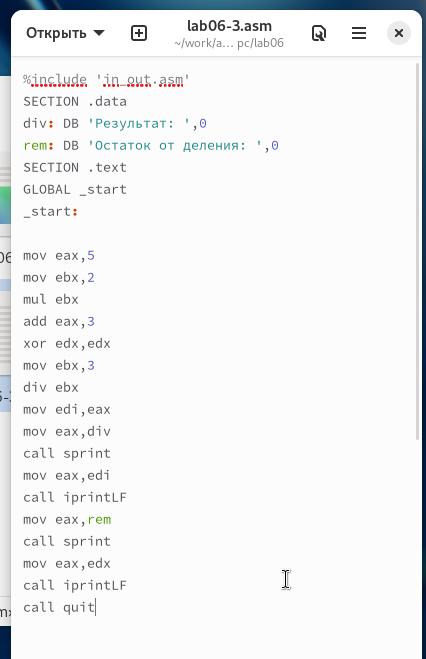 Открыть
lab06-3.asm
~/work/a... pc/lab06
%include 'in_out.asm'
SECTION .data
div: DB 'Результат: ',0
rem: DB 'Остаток от деления: ',0
SECTION .text
GLOBAL _start
_start:
mov eax,5
mov ebx,2
mul ebx
add eax,3
xor edx,edx
mov ebx,3
div ebx
mov edi,eax
mov eax,div
call sprint
mov eax,edi
call iprintLF
mov eax,rem
call sprint
mov eax,edx
call iprintLF
call quit